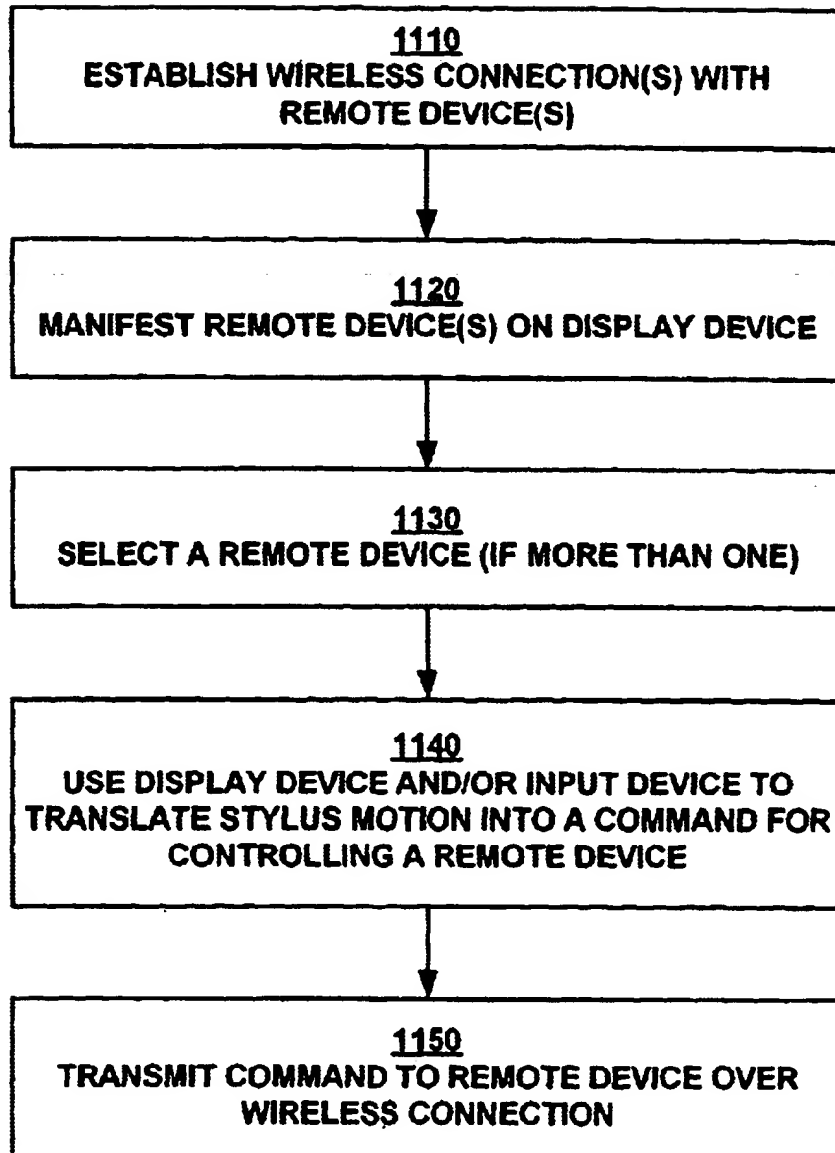 1110
ESTABLISH WIRELESS CONNECTION(S) WITH
REMOTE DEVICE(S)
1120
MANIFEST REMOTE DEVICE(S) ON DISPLAY DEVICE
1130
SELECT A REMOTE DEVICE (IF MORE THAN ONE)
1140
USE DISPLAY DEVICE AND/OR INPUT DEVICE TO
TRANSLATE STYLUS MOTION INTO A COMMAND FOR
CONTROLLING A REMOTE DEVICE
1150
TRANSMIT COMMAND TO REMOTE DEVICE OVER
WIRELESS CONNECTION